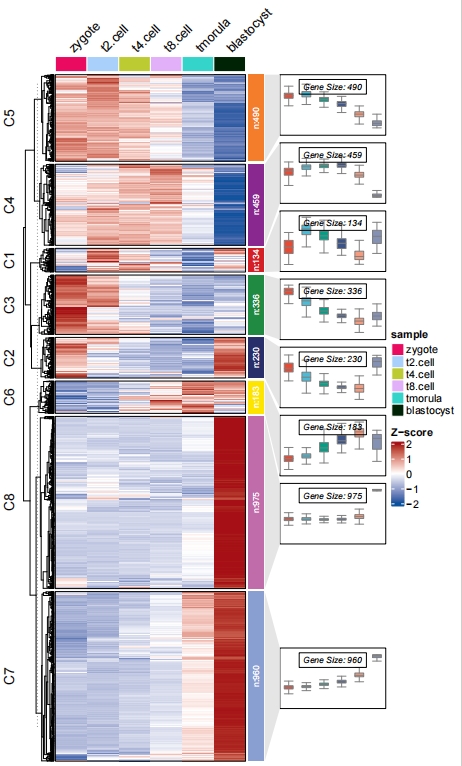 zygote
t2.cell
t4.cell
t8.cell
tmorula
blastocyst
C5
n:490
Gene Size: 490
C4
n:459
Gene Size: 459
C1
n:134
Gene Size: 134
C3
n:336
Gene Size: 336
C2
n:230
Gene Size: 230
C6
n:183
Gene Size: 183
C8
n:975
Gene Size: 975
C7
n:960
Gene Size: 960
sample
zygote
t2.cell
t4.cell
t8.cell
tmorula
blastocyst
Z-score
2
1
0
−1
−2